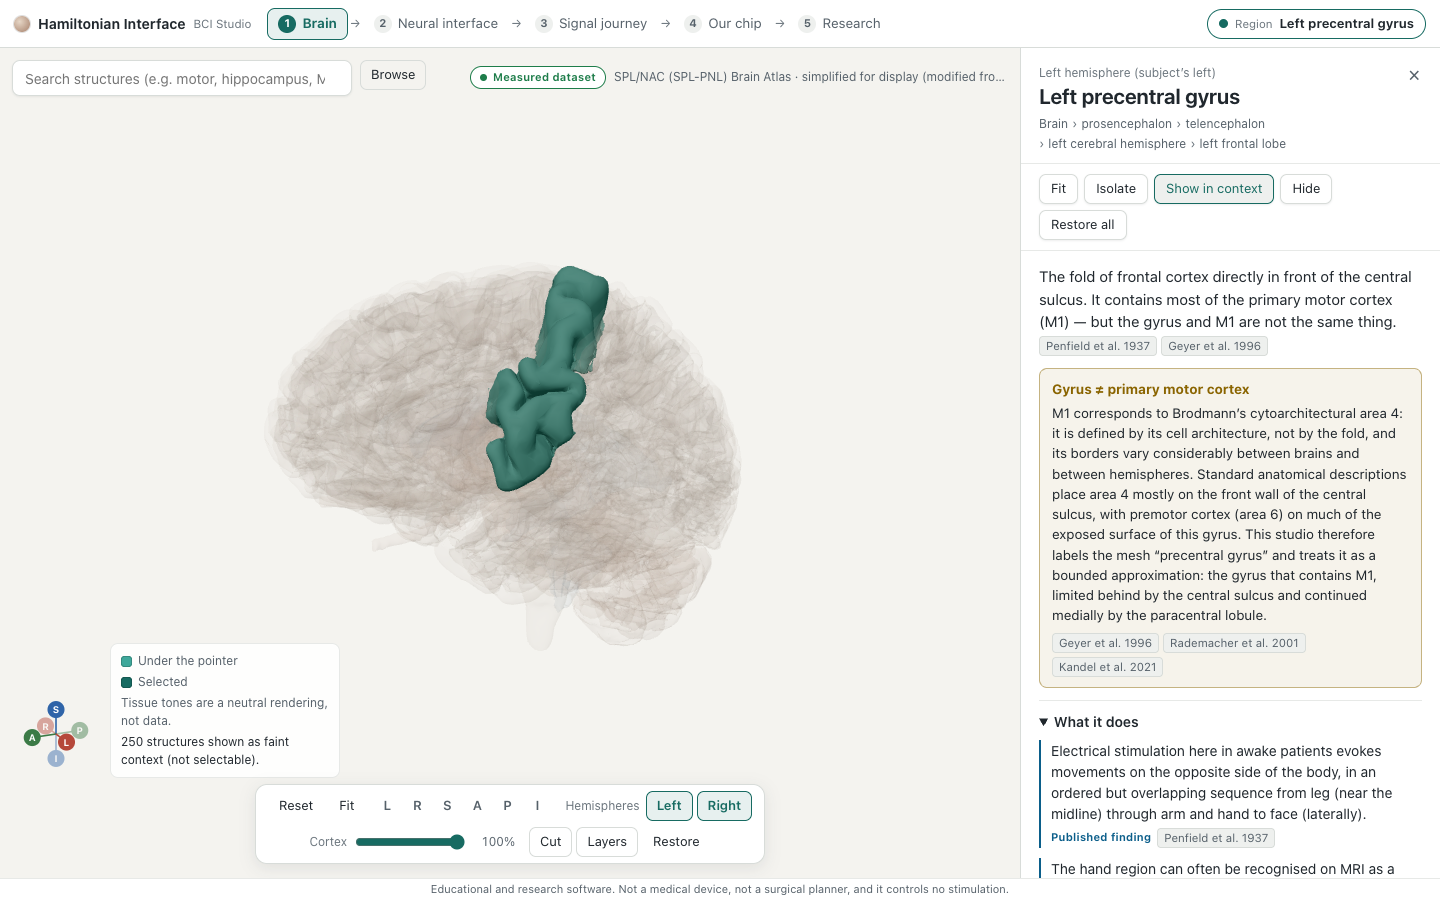 Hamiltonian Interface BCI Studio 1 Brain → 2 Neural interface → 3 Signal journey → 4 Our chip → 5 Research Region Left precentral gyrus
Search structures (e.g. motor, hippocampus, M
Browse
Measured dataset SPL/NAC (SPL-PNL) Brain Atlas · simplified for display (modified fro...
Under the pointer
Selected
Tissue tones are a neutral rendering,
not data.
250 structures shown as faint
context (not selectable).
S
R
P
A
L
I
Reset Fit L R S A P I Hemispheres Left Right
Cortex 100% Cut Layers Restore
Left hemisphere (subject's left) ×
Left precentral gyrus
Brain › prosencephalon › telencephalon
› left cerebral hemisphere › left frontal lobe
Fit Isolate Show in context Hide
Restore all
The fold of frontal cortex directly in front of the central
sulcus. It contains most of the primary motor cortex
(M1) — but the gyrus and M1 are not the same thing.
Penfield et al. 1937 Geyer et al. 1996
Gyrus ≠ primary motor cortex
M1 corresponds to Brodmann's cytoarchitectural area 4:
it is defined by its cell architecture, not by the fold, and
its borders vary considerably between brains and
between hemispheres. Standard anatomical descriptions
place area 4 mostly on the front wall of the central
sulcus, with premotor cortex (area 6) on much of the
exposed surface of this gyrus. This studio therefore
labels the mesh “precentral gyrus” and treats it as a
bounded approximation: the gyrus that contains M1,
limited behind by the central sulcus and continued
medially by the paracentral lobule.
Geyer et al. 1996 Rademacher et al. 2001
Kandel et al. 2021
▼ What it does
Electrical stimulation here in awake patients evokes
movements on the opposite side of the body, in an
ordered but overlapping sequence from leg (near the
midline) through arm and hand to face (laterally).
Published finding Penfield et al. 1937
The hand region can often be recognised on MRI as a
Educational and research software. Not a medical device, not a surgical planner, and it controls no stimulation.